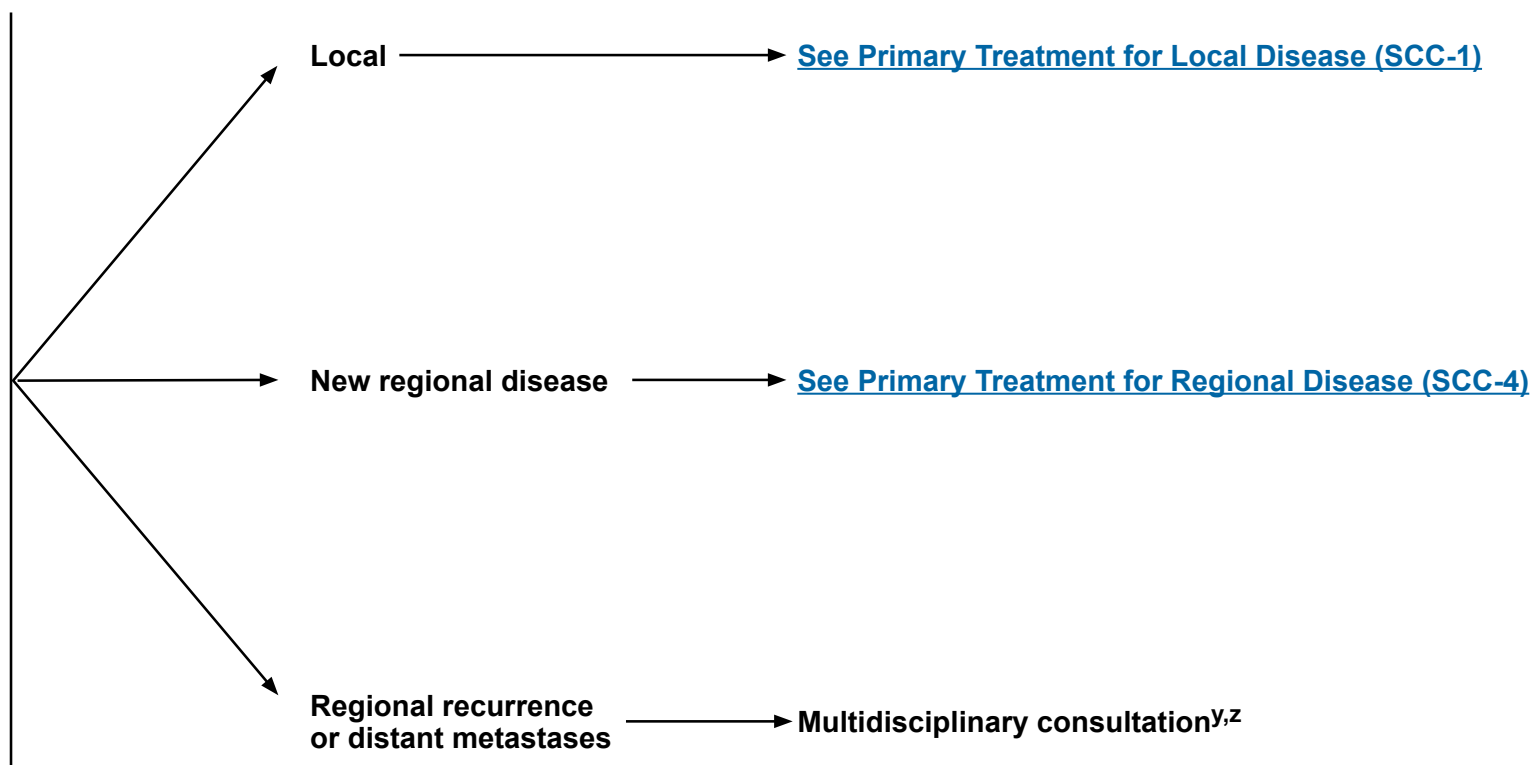 Local
See Primary Treatment for Local Disease (SCC-1)
New regional disease
See Primary Treatment for Regional Disease (SCC-4)
Regional recurrence
or distant metastases
Multidisciplinary consultationy,z